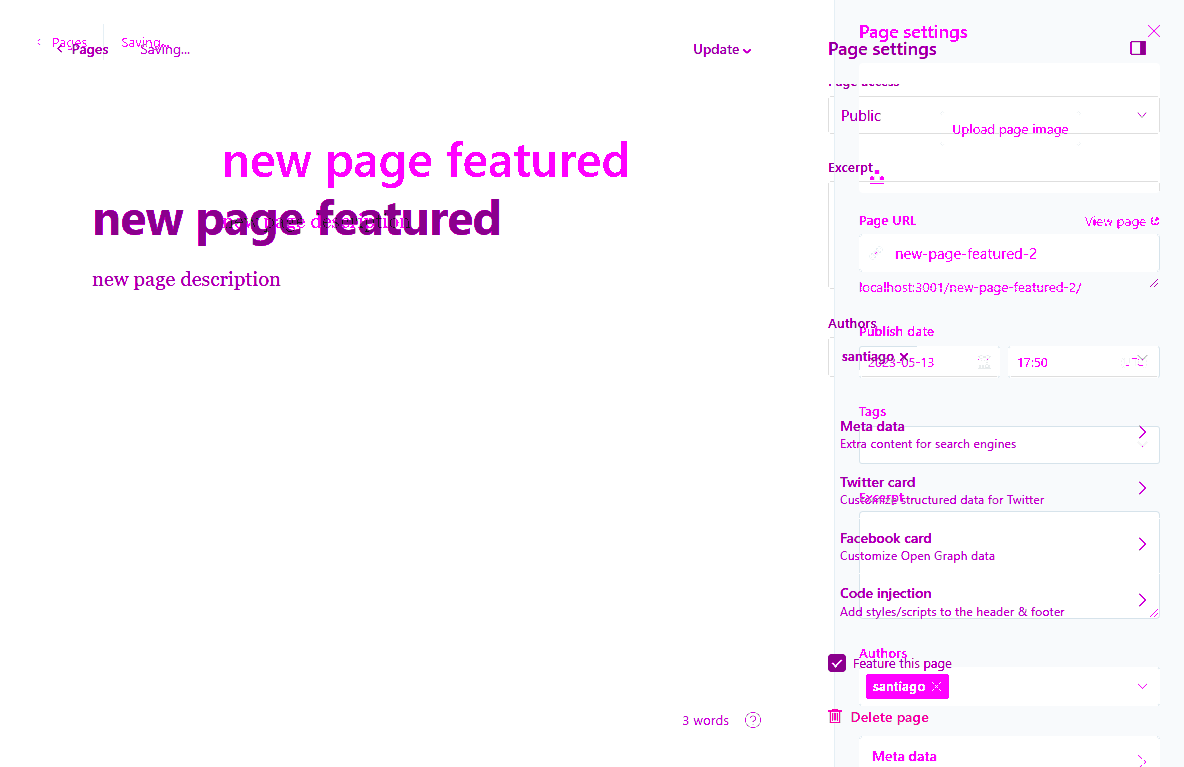 Pages
Saving...
Pages
Saving...
Update
Page settings
Page settings
Page access
Public
Upload page image
new page featured
new page featured
new page description
new page description
Excerpt
Page URL
View page
new-page-featured-2
localhost:3001/new-page-featured-2/
Authors
Publish date
santiago
2023-05-13
17:50
Tags
Meta data
Extra content for search engines
Twitter card
Customize structured data for Twitter
Excerpt
Facebook card
Customize Open Graph data
Code injection
Add styles/scripts to the header & footer
Authors
Feature this page
santiago
3 words
?
Delete page
Meta data